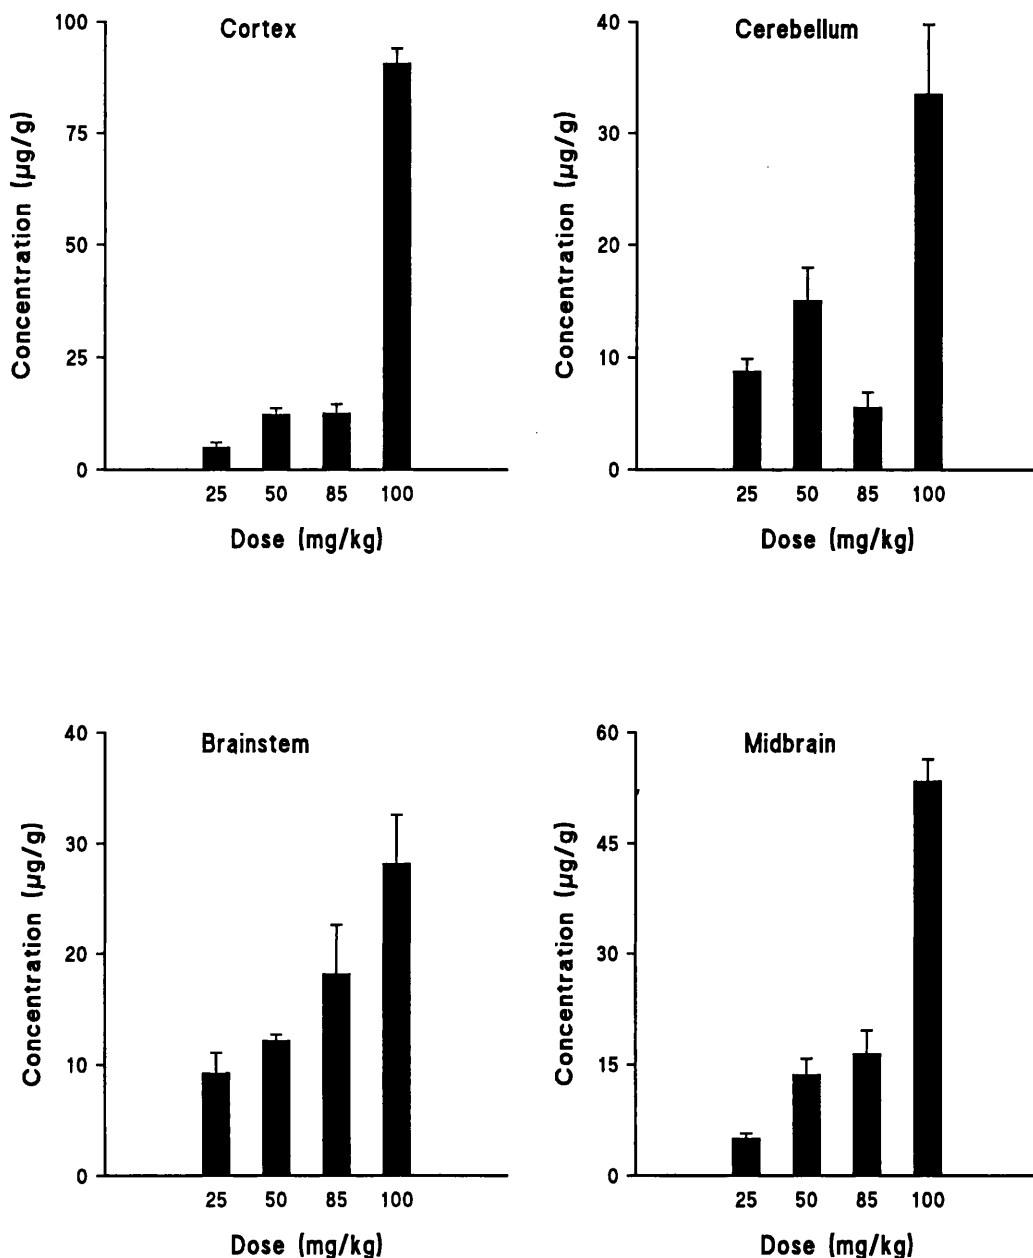 Cortex
Concentration (µg/g)
100
75
50
25
0
25 50 85 100
Dose (mg/kg)
Cerebellum
Concentration (µg/g)
40
30
20
10
0
25 50 85 100
Dose (mg/kg)
Brainstem
Concentration (µg/g)
40
30
20
10
0
25 50 85 100
Dose (mg/kg)
Midbrain
Concentration (µg/g)
60
45
30
15
0
25 50 85 100
Dose (mg/kg)